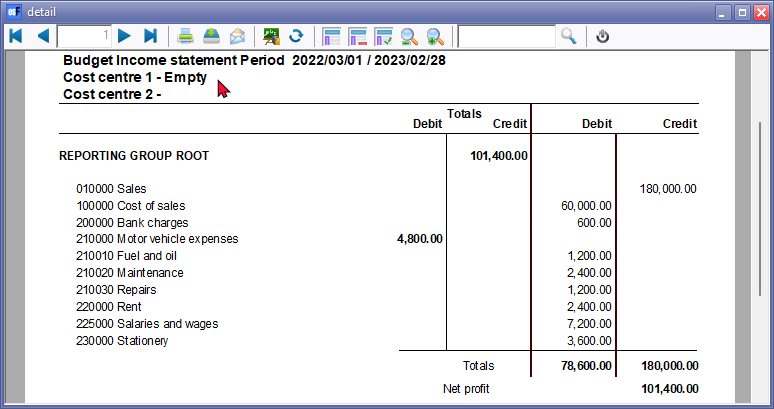 detail
1
Budget Income statement Period 2022/03/01 / 2023/02/28
Cost centre 1 - Empty
Cost centre 2 -
Totals
Debit Credit Debit Credit
REPORTING GROUP ROOT 101,400.00
010000 Sales 180,000.00
100000 Cost of sales 60,000.00
200000 Bank charges 600.00
210000 Motor vehicle expenses 4,800.00
210010 Fuel and oil 1,200.00
210020 Maintenance 2,400.00
210030 Repairs 1,200.00
220000 Rent 2,400.00
225000 Salaries and wages 7,200.00
230000 Stationery 3,600.00
Totals 78,600.00 180,000.00
Net profit 101,400.00